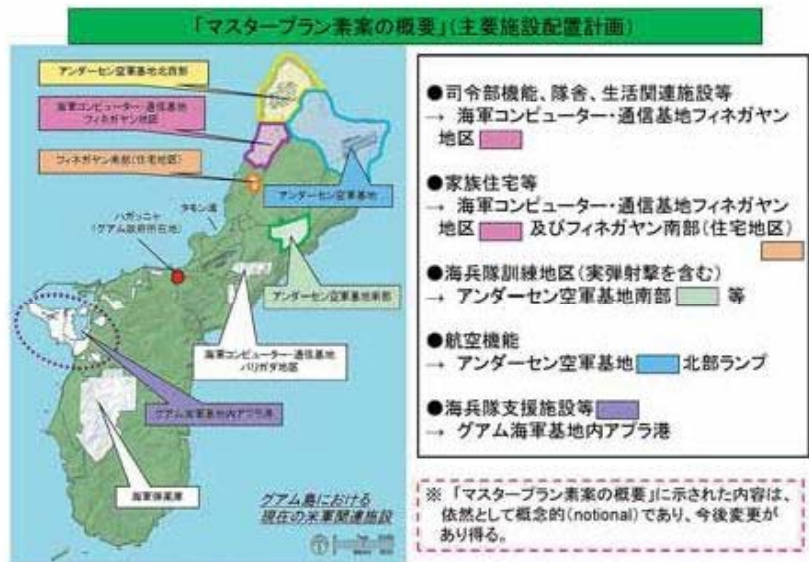 「マスタープラン素案の概要」(主要施設配置計画)
アンダーセン空軍基地北西部
海軍コンピューター・通信基地
フィネガヤン地区
フィネガヤン南部(住宅地区)
アンダーセン空軍基地
タモン湾
ハガッニャ
(グアム政府所在地)
アンダーセン空軍基地南部
海軍コンピューター・通信基地
バリガダ地区
グアム海軍基地内アプラ港
海軍弾薬庫
グアム島における
現在の米軍関連施設
●司令部機能、隊舎、生活関連施設等
→ 海軍コンピューター・通信基地フィネガヤン
地区
●家族住宅等
→ 海軍コンピューター・通信基地フィネガヤン
地区 及びフィネガヤン南部(住宅地区)
●海兵隊訓練地区(実弾射撃を含む)
→ アンダーセン空軍基地南部 等
●航空機能
→ アンダーセン空軍基地 北部ランプ
●海兵隊支援施設等
→ グアム海軍基地内アプラ港
※ 「マスタープラン素案の概要」に示された内容は、
依然として概念的(notional)であり、今後変更が
あり得る。